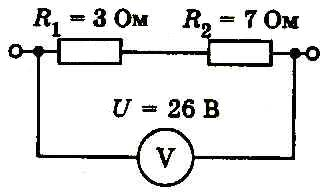 R₁ = 3 Ом R₂ = 7 Ом
U = 26 В
V